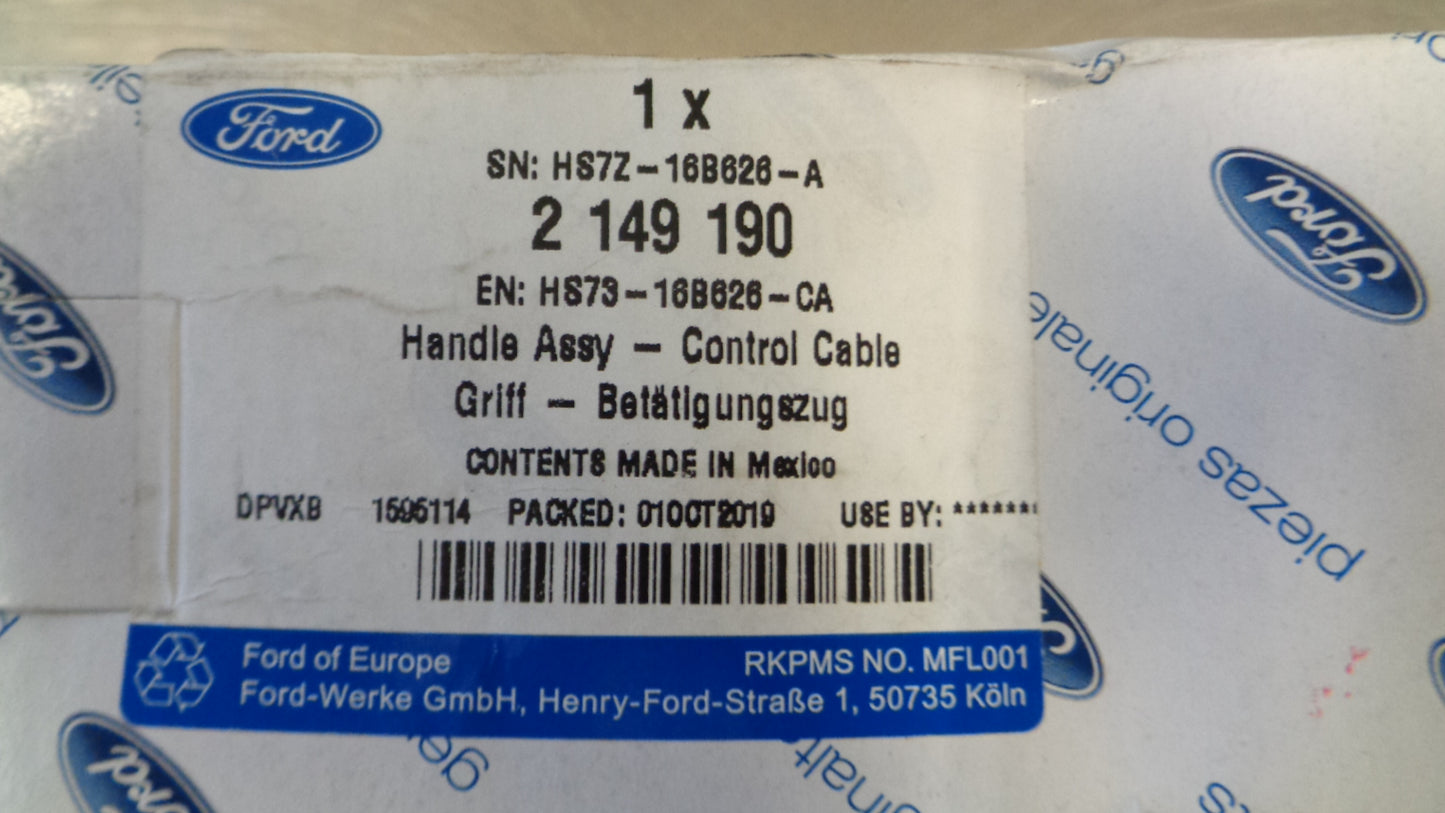 Ford
1 x
SN: HS7Z-16B626-A
2 149 190
EN: HS73-16B626-CA
Handle Assy - Control Cable
Griff - Betätigungszug
CONTENTS MADE IN Mexico
DPVXB 1595114 PACKED: 01OCT2019 USE BY: *******
Ford of Europe RKPMS NO. MFL001
Ford-Werke GmbH, Henry-Ford-Straße 1, 50735 Köln
Ford
piezas originale
Ford
Ford